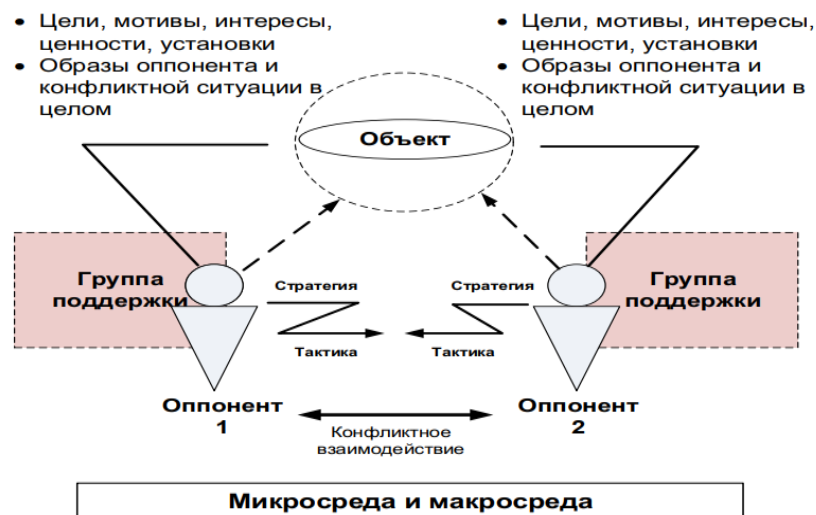 • Цели, мотивы, интересы,
ценности, установки
• Образы оппонента и
конфликтной ситуации в
целом
• Цели, мотивы, интересы,
ценности, установки
• Образы оппонента и
конфликтной ситуации в
целом
Объект
Группа
поддержки
Стратегия
Тактика
Стратегия
Тактика
Группа
поддержки
Оппонент
1
Конфликтное
взаимодействие
Оппонент
2
Микросреда и макросреда